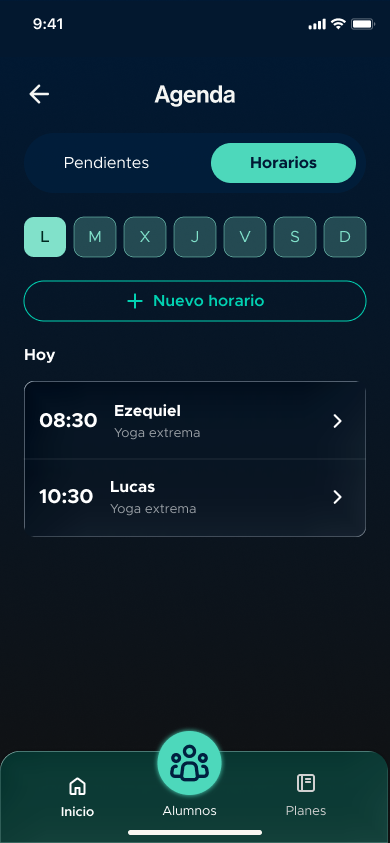 9:41
Agenda
Pendientes Horarios
L M X J V S D
+ Nuevo horario
Hoy
08:30 Ezequiel
Yoga extrema
10:30 Lucas
Yoga extrema
Inicio Alumnos Planes